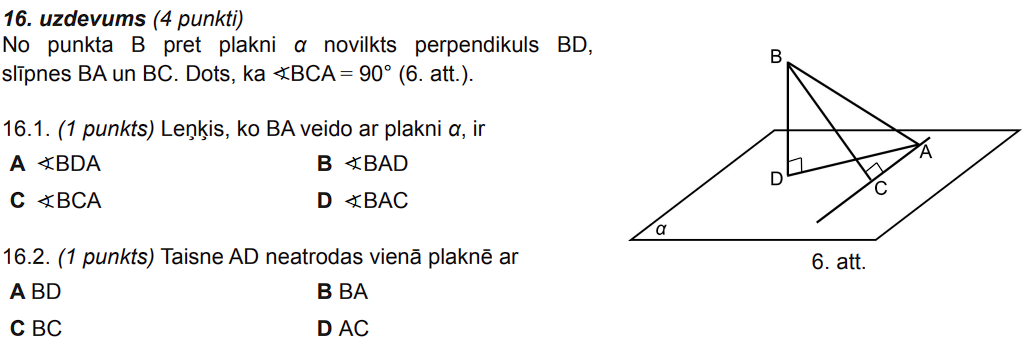 16. uzdevums (4 punkti)
No punkta B pret plakni α novilkts perpendikuls BD,
slīpnes BA un BC. Dots, ka ∢BCA = 90° (6. att.).
16.1. (1 punkts) Leņķis, ko BA veido ar plakni α, ir
A ∢BDA B ∢BAD
C ∢BCA D ∢BAC
16.2. (1 punkts) Taisne AD neatrodas vienā plaknē ar
A BD B BA
C BC D AC
B
A
D
C
α
6. att.